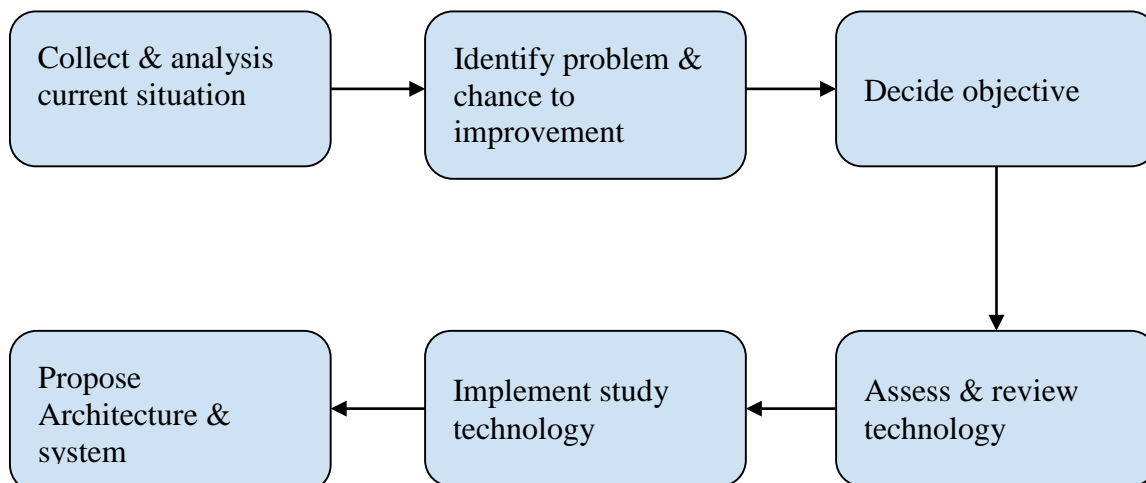 Collect & analysis
current situation
Identify problem &
chance to
improvement
Decide objective
Assess & review
technology
Implement study
technology
Propose
Architecture &
system